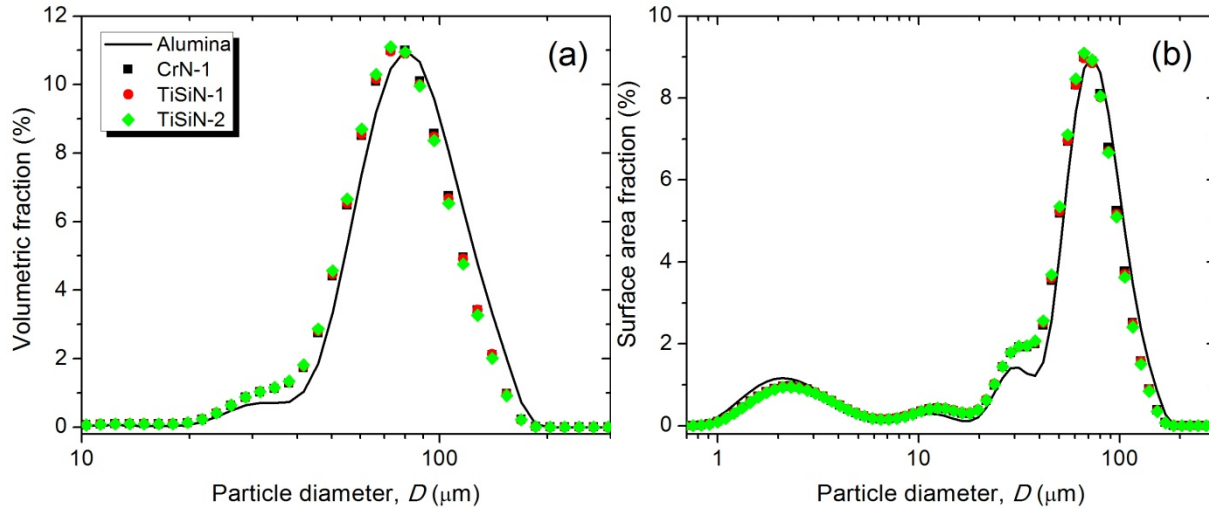 12
10
8
6
4
2
0
Volumetric fraction (%)
Alumina
CrN-1
TiSiN-1
TiSiN-2
(a)
10
100
Particle diameter, D (μm)
10
8
6
4
2
0
Surface area fraction (%)
(b)
1
10
100
Particle diameter, D (μm)